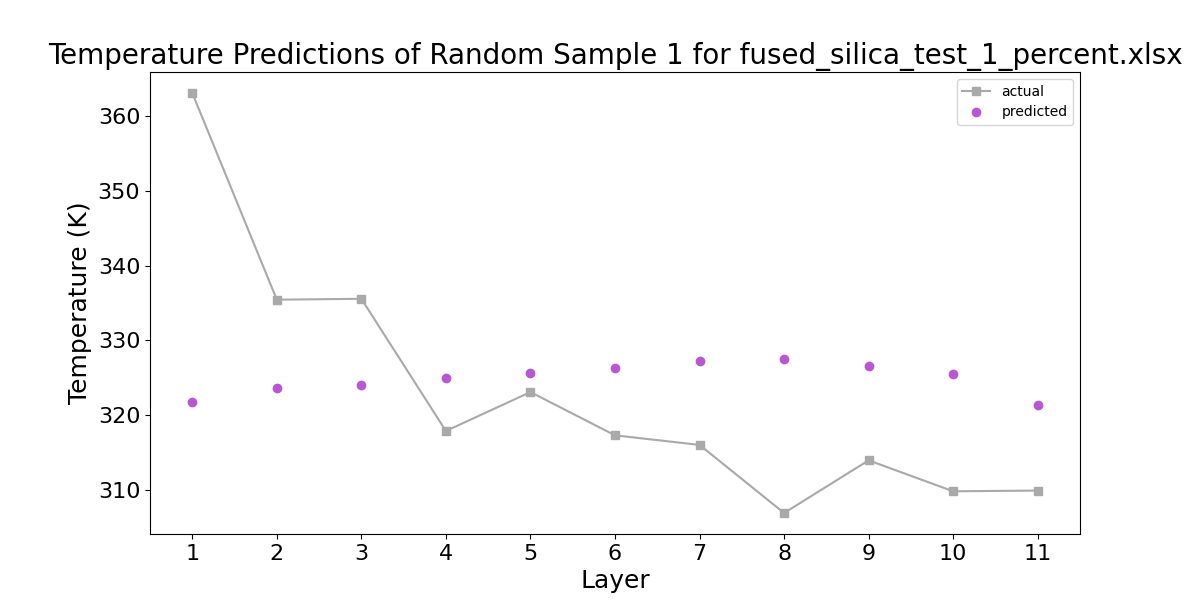 Temperature Predictions of Random Sample 1 for fused_silica_test_1_percent.xlsx
actual
predicted
Temperature (K)
360
350
340
330
320
310
1 2 3 4 5 6 7 8 9 10 11
Layer